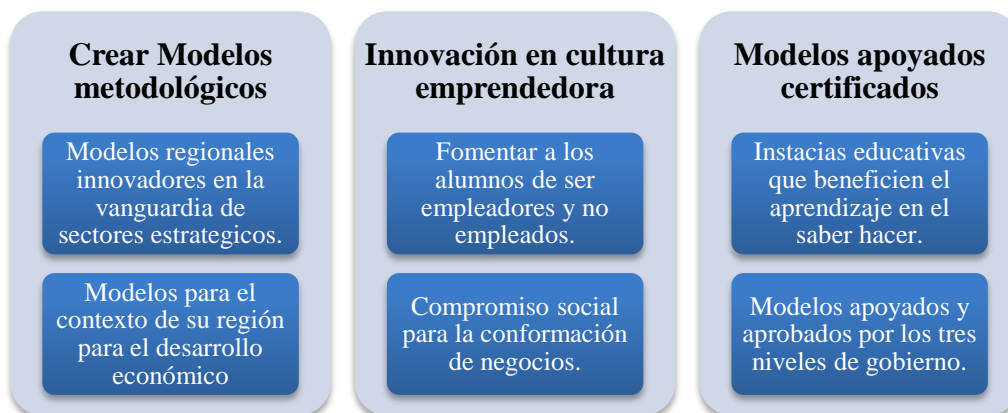 Crear Modelos
metodológicos
Modelos regionales
innovadores en la
vanguardia de
sectores estrategicos.
Modelos para el
contexto de su región
para el desarrollo
económico
Innovación en cultura
emprendedora
Fomentar a los
alumnos de ser
empleadores y no
empleados.
Compromiso social
para la conformación
de negocios.
Modelos apoyados
certificados
Instacias educativas
que beneficien el
aprendizaje en el
saber hacer.
Modelos apoyados y
aprobados por los tres
niveles de gobierno.